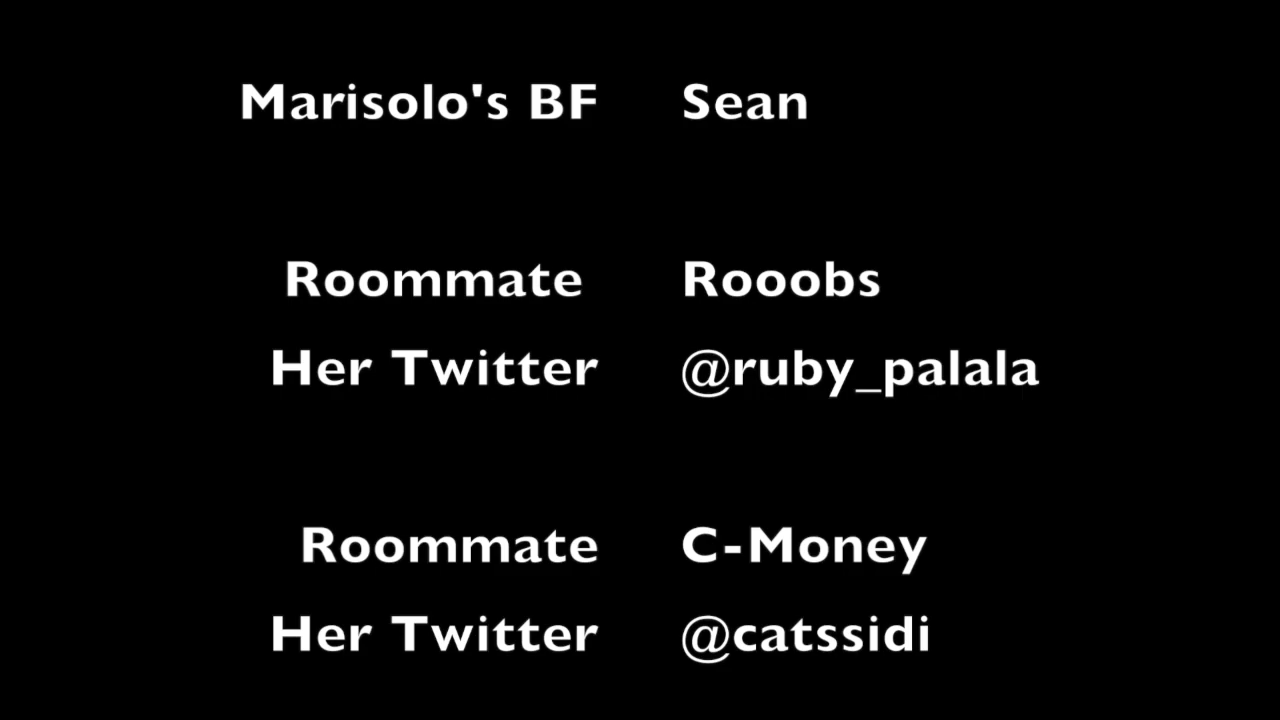 Marisolo's BF Sean
Roommate Rooobs
Her Twitter @ruby_palala
Roommate C-Money
Her Twitter @catssidi